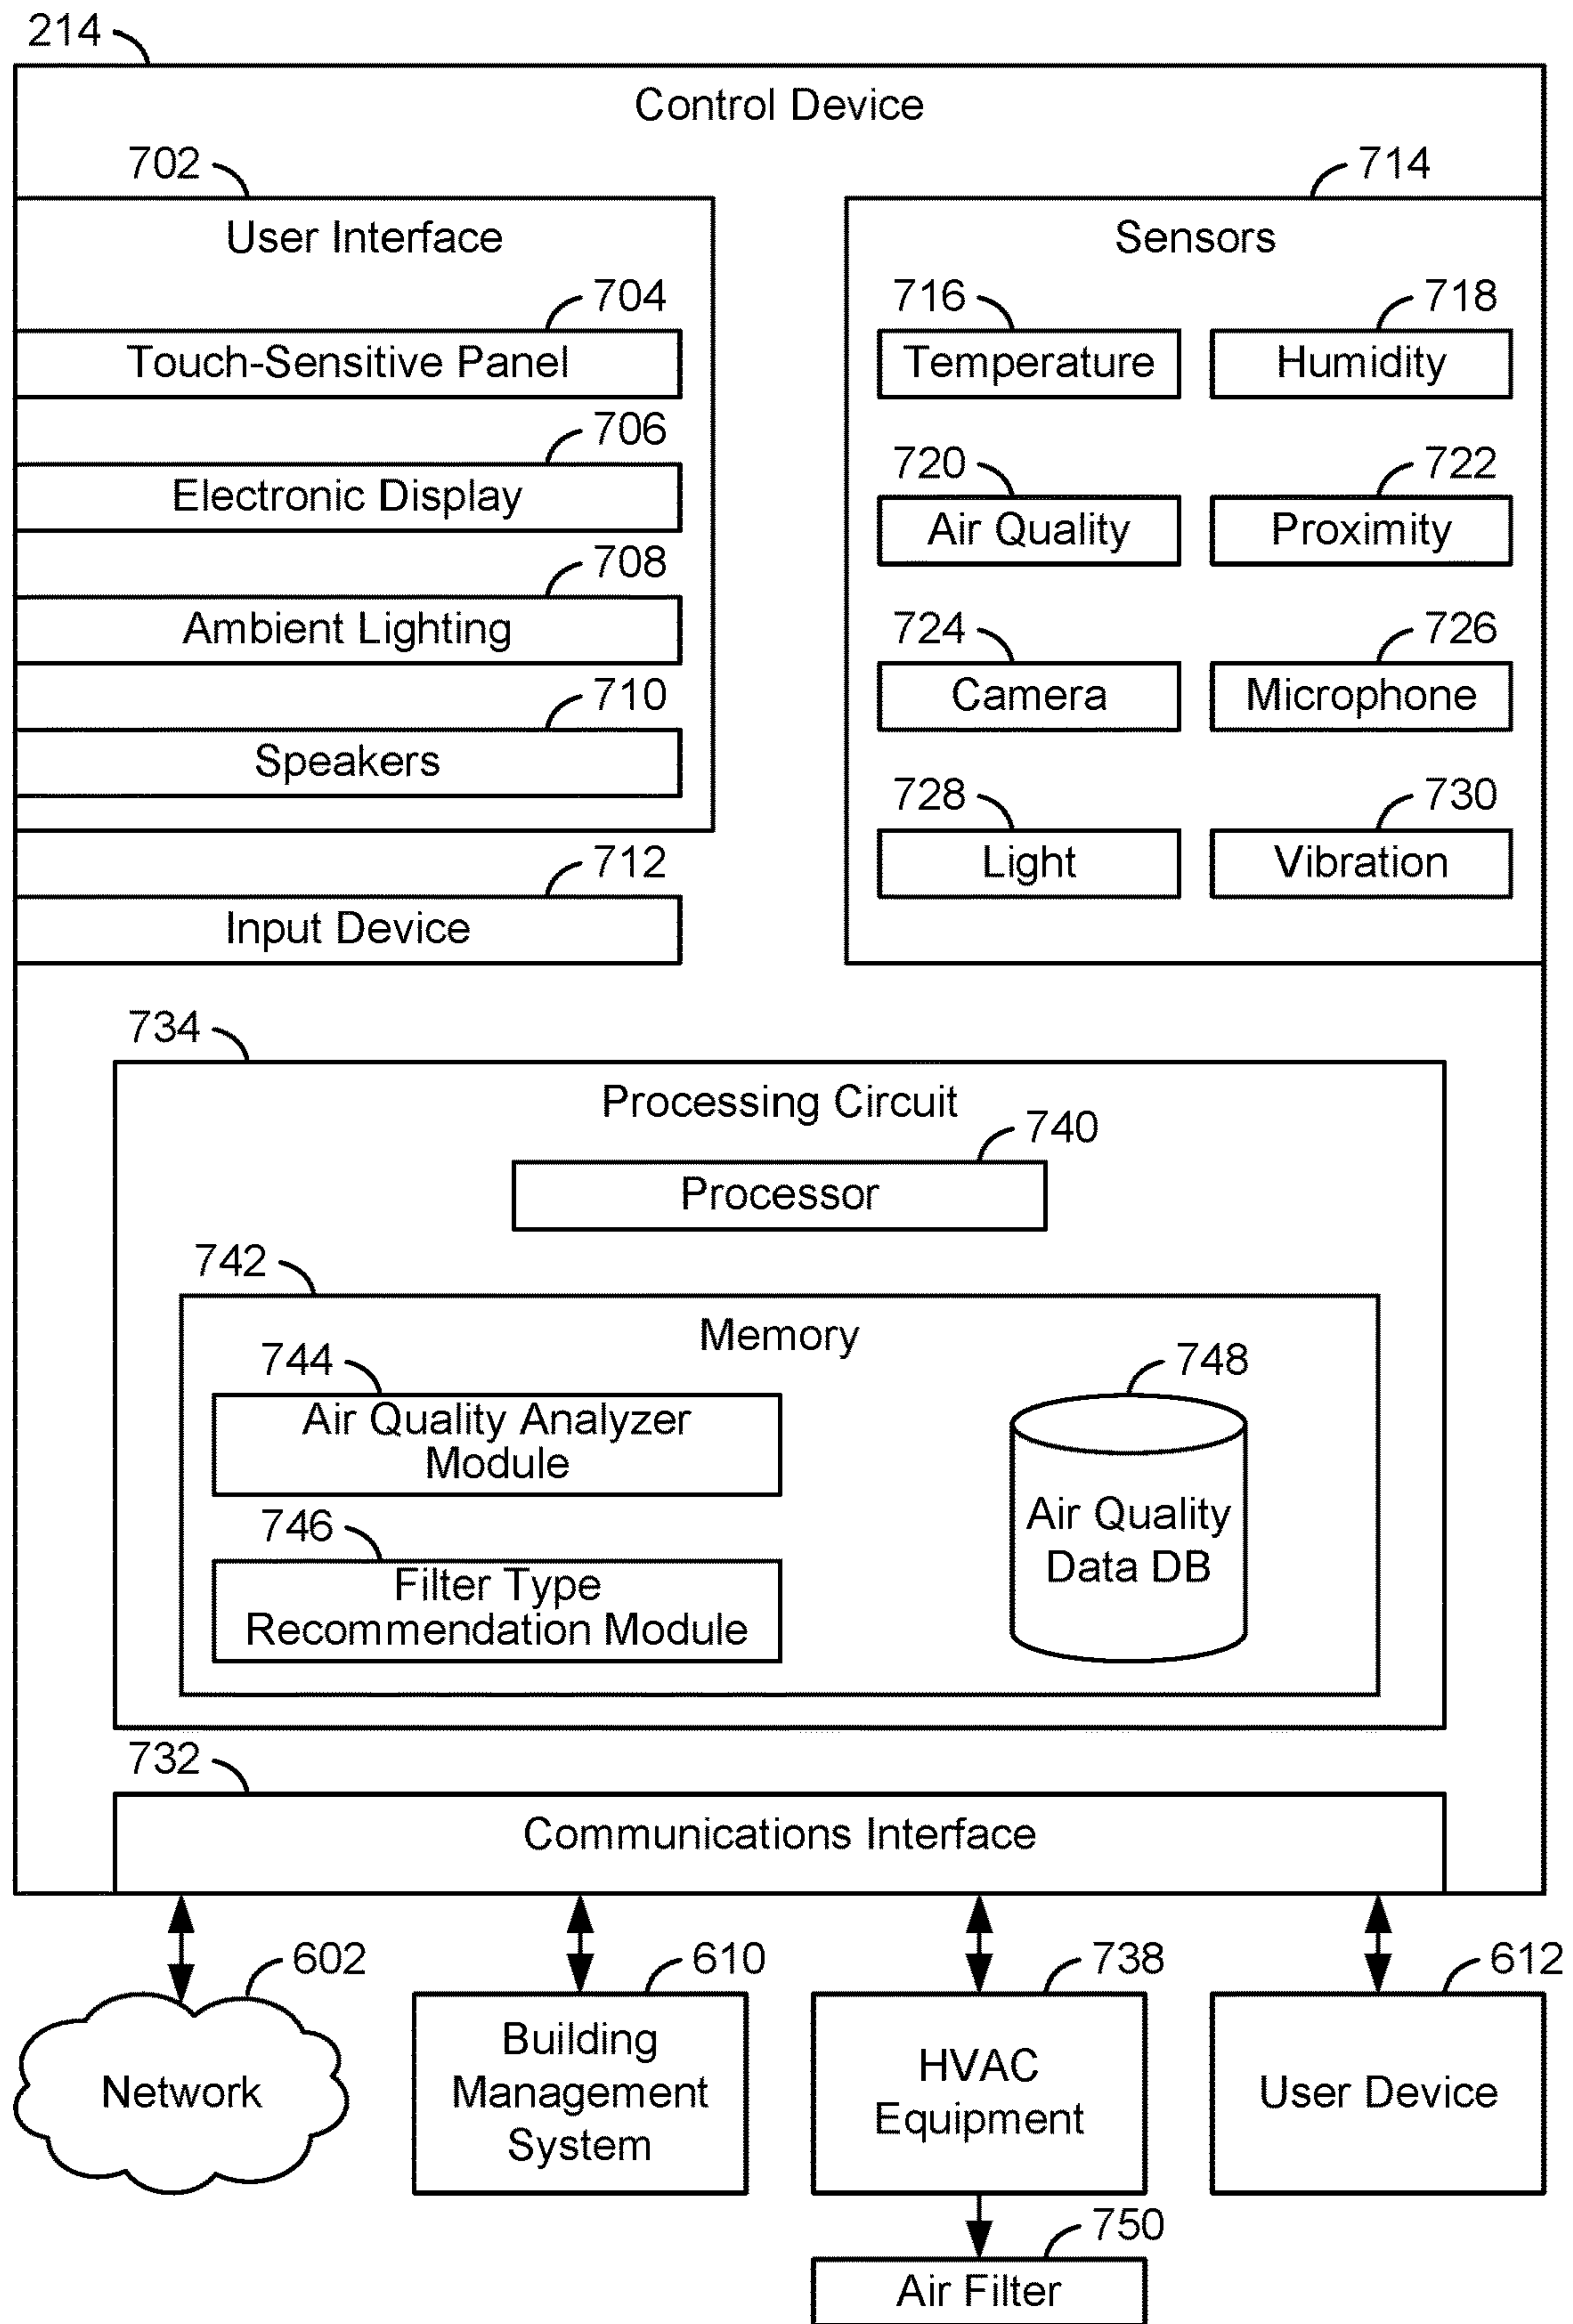 214
Control Device
702
User Interface
704
Touch-Sensitive Panel
706
Electronic Display
708
Ambient Lighting
710
Speakers
712
Input Device
714
Sensors
716
Temperature
718
Humidity
720
Air Quality
722
Proximity
724
Camera
726
Microphone
728
Light
730
Vibration
734
Processing Circuit
740
Processor
742
Memory
744
Air Quality Analyzer
Module
746
Filter Type
Recommendation Module
748
Air Quality
Data DB
732
Communications Interface
602
Network
610
Building
Management
System
738
HVAC
Equipment
612
User Device
750
Air Filter